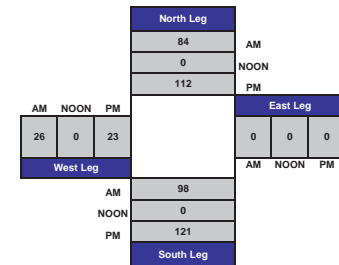 North Leg
84 AM
0 NOON
112 PM
AM NOON PM
East Leg
26 0 23
0 0 0
West Leg
AM NOON PM
AM 98
NOON 0
PM 121
South Leg